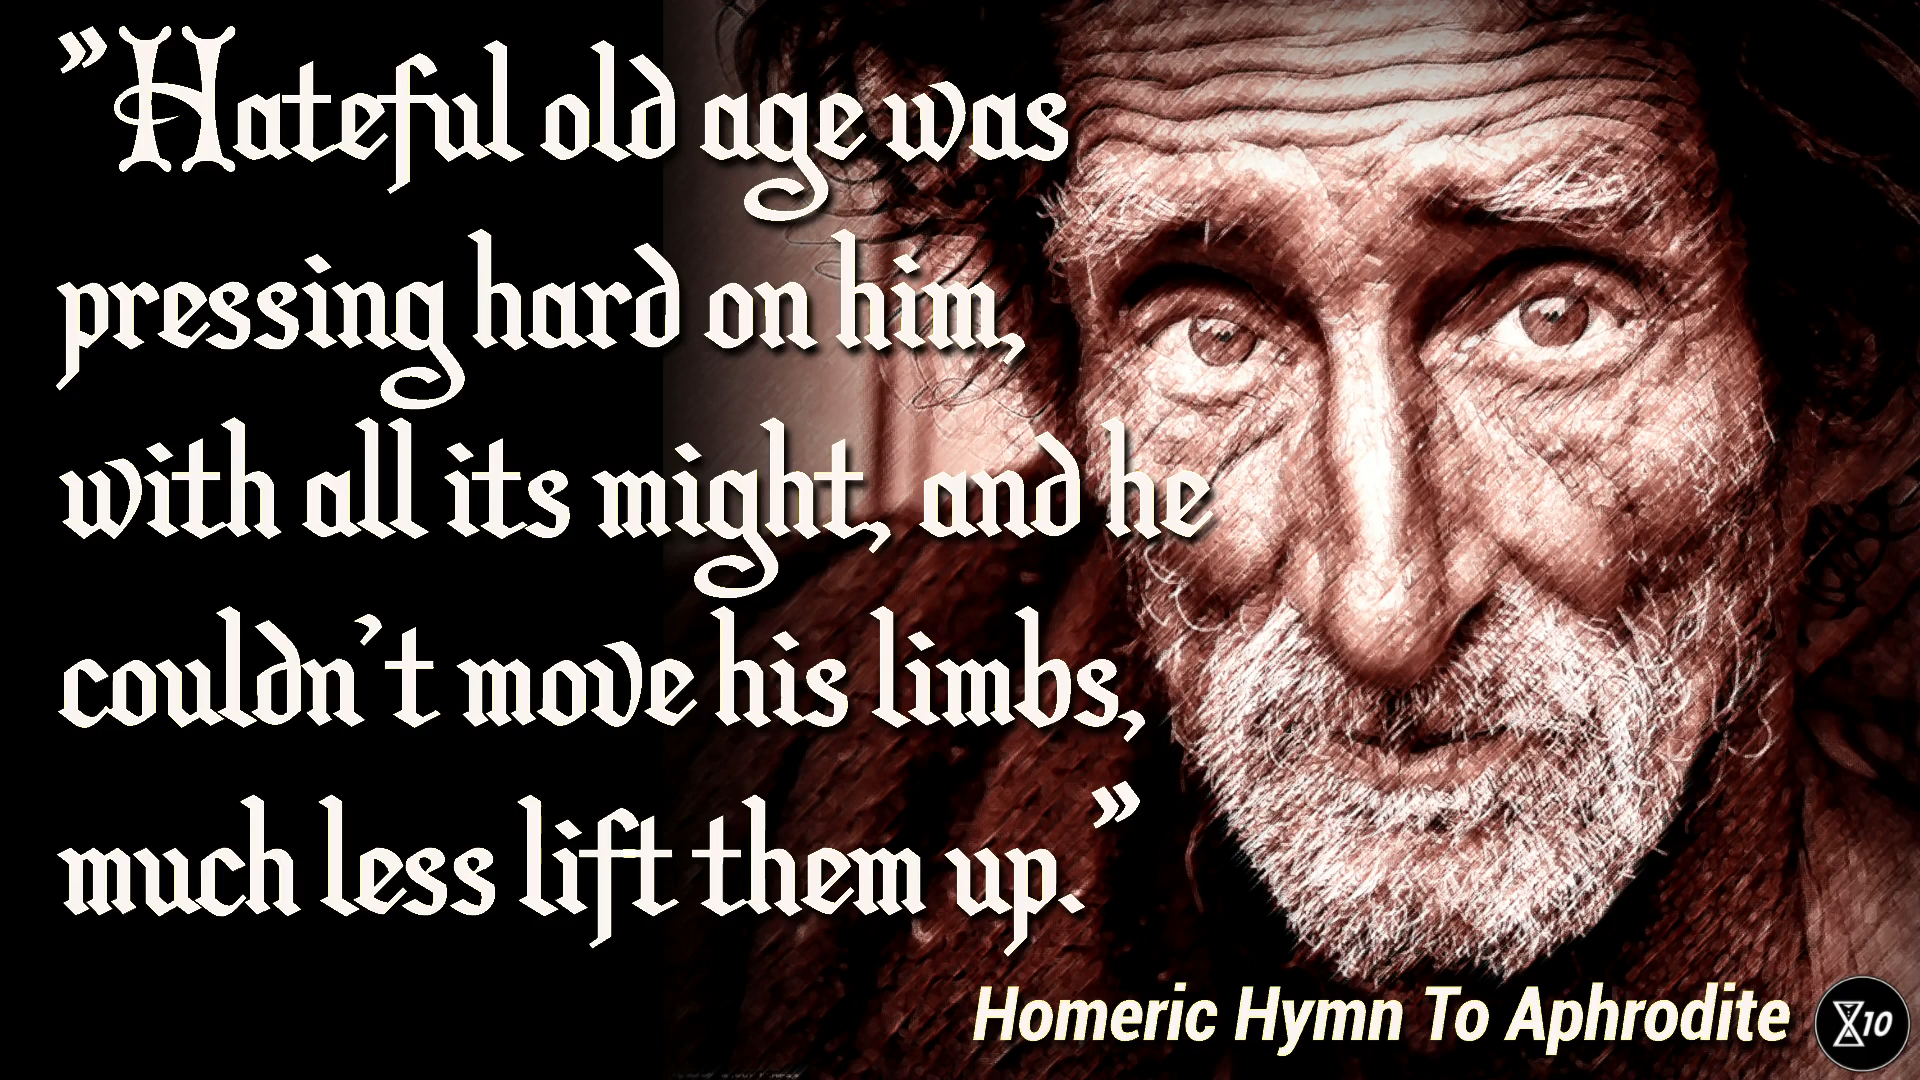 ”Hateful old age was
pressing hard on him,
with all its might, and he
couldn’t move his limbs,
much less lift them up.”
Homeric Hymn To Aphrodite
10